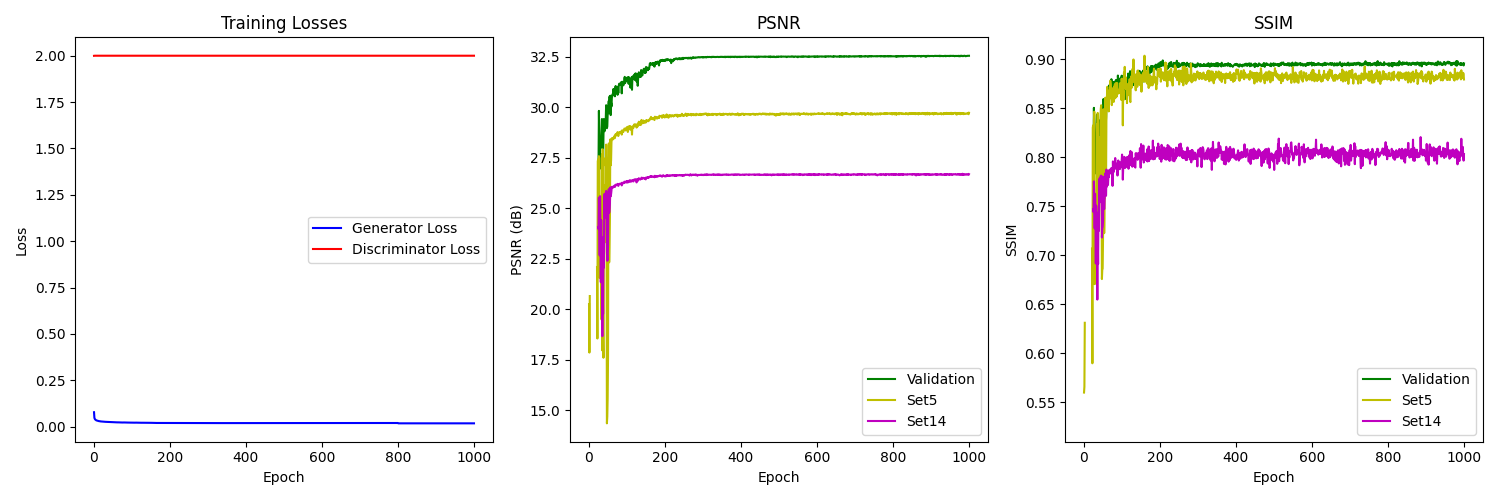 Training Losses
Loss
2.00
1.75
1.50
1.25
1.00
0.75
0.50
0.25
0.00
Generator Loss
Discriminator Loss
0 200 400 600 800 1000
Epoch
PSNR
PSNR (dB)
32.5
30.0
27.5
25.0
22.5
20.0
17.5
15.0
Validation
Set5
Set14
0 200 400 600 800 1000
Epoch
SSIM
SSIM
0.90
0.85
0.80
0.75
0.70
0.65
0.60
0.55
Validation
Set5
Set14
0 200 400 600 800 1000
Epoch